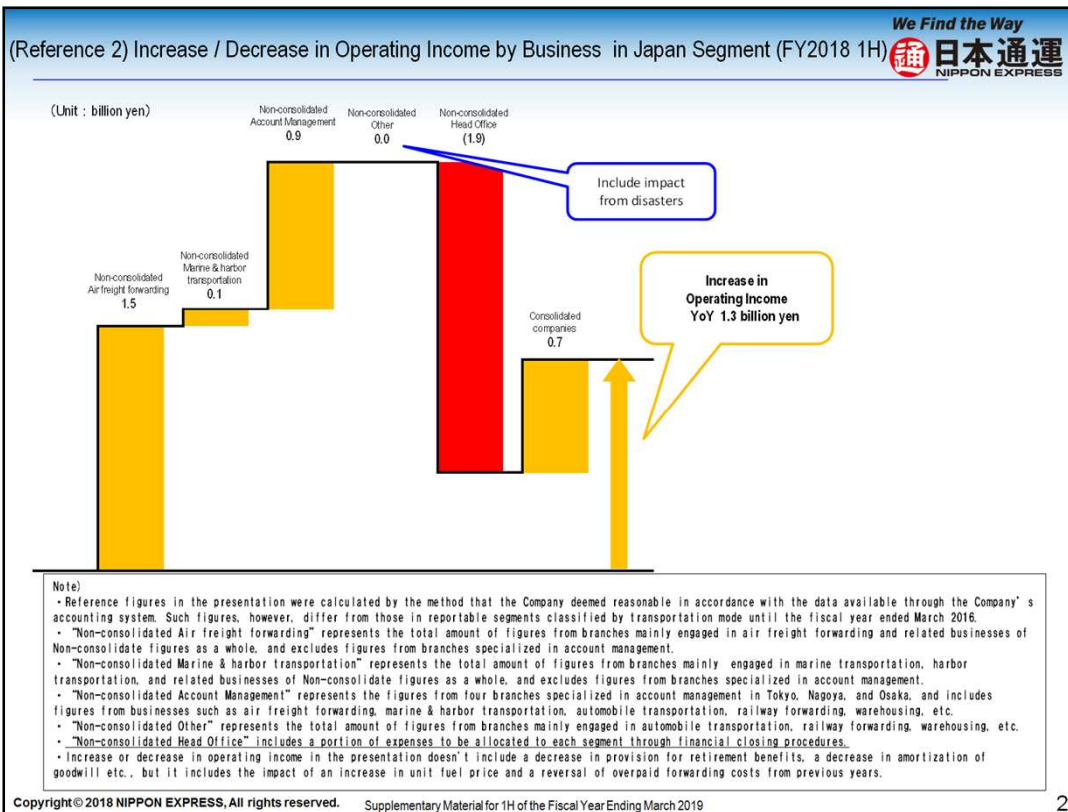 We Find the Way
(Reference 2) Increase / Decrease in Operating Income by Business in Japan Segment (FY2018 1H)
通 日本通運
NIPPON EXPRESS
(Unit : billion yen)
Non-consolidated
Account Management
0.9
Non-consolidated
Other
0.0
Non-consolidated
Head Office
(1.9)
Include impact
from disasters
Non-consolidated
Air freight forwarding
1.5
Non-consolidated
Marine & harbor
transportation
0.1
Increase in
Operating Income
YoY 1.3 billion yen
Consolidated
companies
0.7
Note)
・Reference figures in the presentation were calculated by the method that the Company deemed reasonable in accordance with the data available through the Company's
accounting system. Such figures, however, differ from those in reportable segments classified by transportation mode until the fiscal year ended March 2016.
・ "Non-consolidated Air freight forwarding" represents the total amount of figures from branches mainly engaged in air freight forwarding and related businesses of
Non-consolidate figures as a whole, and excludes figures from branches specialized in account management.
・ "Non-consolidated Marine & harbor transportation" represents the total amount of figures from branches mainly engaged in marine transportation, harbor
transportation, and related businesses of Non-consolidate figures as a whole, and excludes figures from branches specialized in account management.
・ "Non-consolidated Account Management" represents the figures from four branches specialized in account management in Tokyo, Nagoya, and Osaka, and includes
figures from businesses such as air freight forwarding, marine & harbor transportation, automobile transportation, railway forwarding, warehousing, etc.
・ "Non-consolidated Other" represents the total amount of figures from branches mainly engaged in automobile transportation, railway forwarding, warehousing, etc.
・ "Non-consolidated Head Office" includes a portion of expenses to be allocated to each segment through financial closing procedures.
・Increase or decrease in operating income in the presentation doesn't include a decrease in provision for retirement benefits, a decrease in amortization of
goodwill etc., but it includes the impact of an increase in unit fuel price and a reversal of overpaid forwarding costs from previous years.
Copyright© 2018 NIPPON EXPRESS, All rights reserved. Supplementary Material for 1H of the Fiscal Year Ending March 2019 2